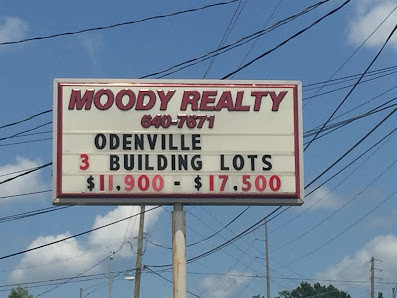 MOODY REALTY
640-7671
ODENVILLE
3 BUILDING LOTS
$11,900 - $17,500